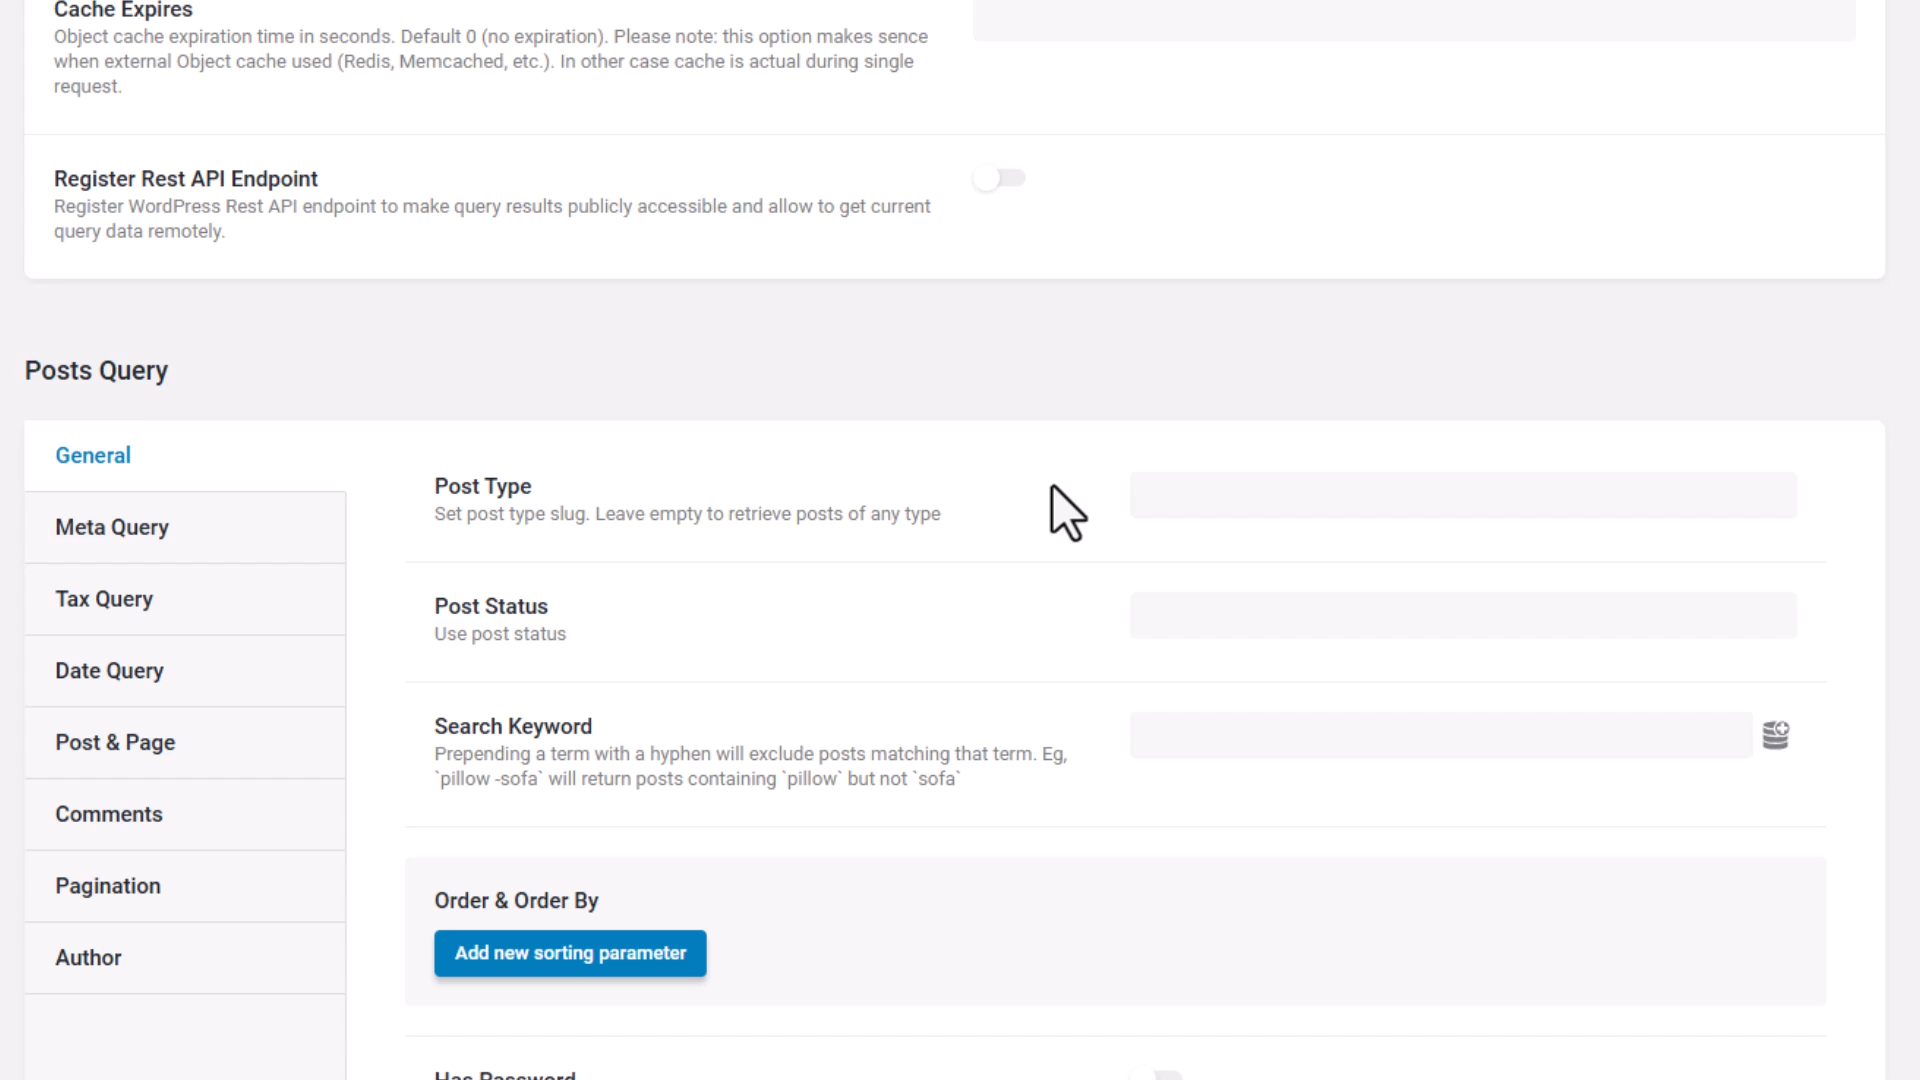 Cache Expires
Object cache expiration time in seconds. Default 0 (no expiration). Please note: this option makes sence
when external Object cache used (Redis, Memcached, etc.). In other case cache is actual during single
request.
Register Rest API Endpoint
Register WordPress Rest API endpoint to make query results publicly accessible and allow to get current
query data remotely.
Posts Query
General
Meta Query
Tax Query
Date Query
Post & Page
Comments
Pagination
Author
Post Type
Set post type slug. Leave empty to retrieve posts of any type
Post Status
Use post status
Search Keyword
Prepending a term with a hyphen will exclude posts matching that term. Eg,
`pillow -sofa` will return posts containing `pillow` but not `sofa`
Order & Order By
Add new sorting parameter
Has Password